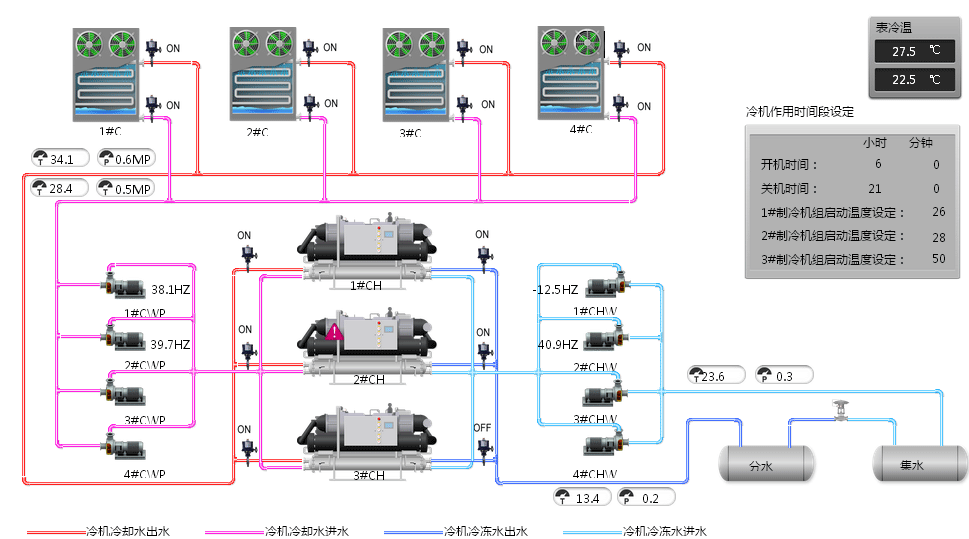 表冷温
27.5 ℃
22.5 ℃
ON
ON
ON
ON
ON
ON
ON
ON
1#C
2#C
3#C
4#C
冷机作用时间段设定
小时 分钟
开机时间： 6 0
关机时间： 21 0
1#制冷机组启动温度设定： 26
2#制冷机组启动温度设定： 28
3#制冷机组启动温度设定： 50
T 34.1
P 0.6MP
T 28.4
T 0.5MP
ON
ON
1#CH
38.1HZ
1#CWP
-12.5HZ
1#CHW
ON
ON
39.7HZ
2#CWP
2#CH
40.9HZ
2#CHW
T 23.6
P 0.3
3#CWP
3#CHW
ON
OFF
4#CWP
3#CH
4#CHW
分水
集水
T 13.4
P 0.2
冷机冷却水出水
冷机冷却水进水
冷机冷冻水出水
冷机冷冻水进水